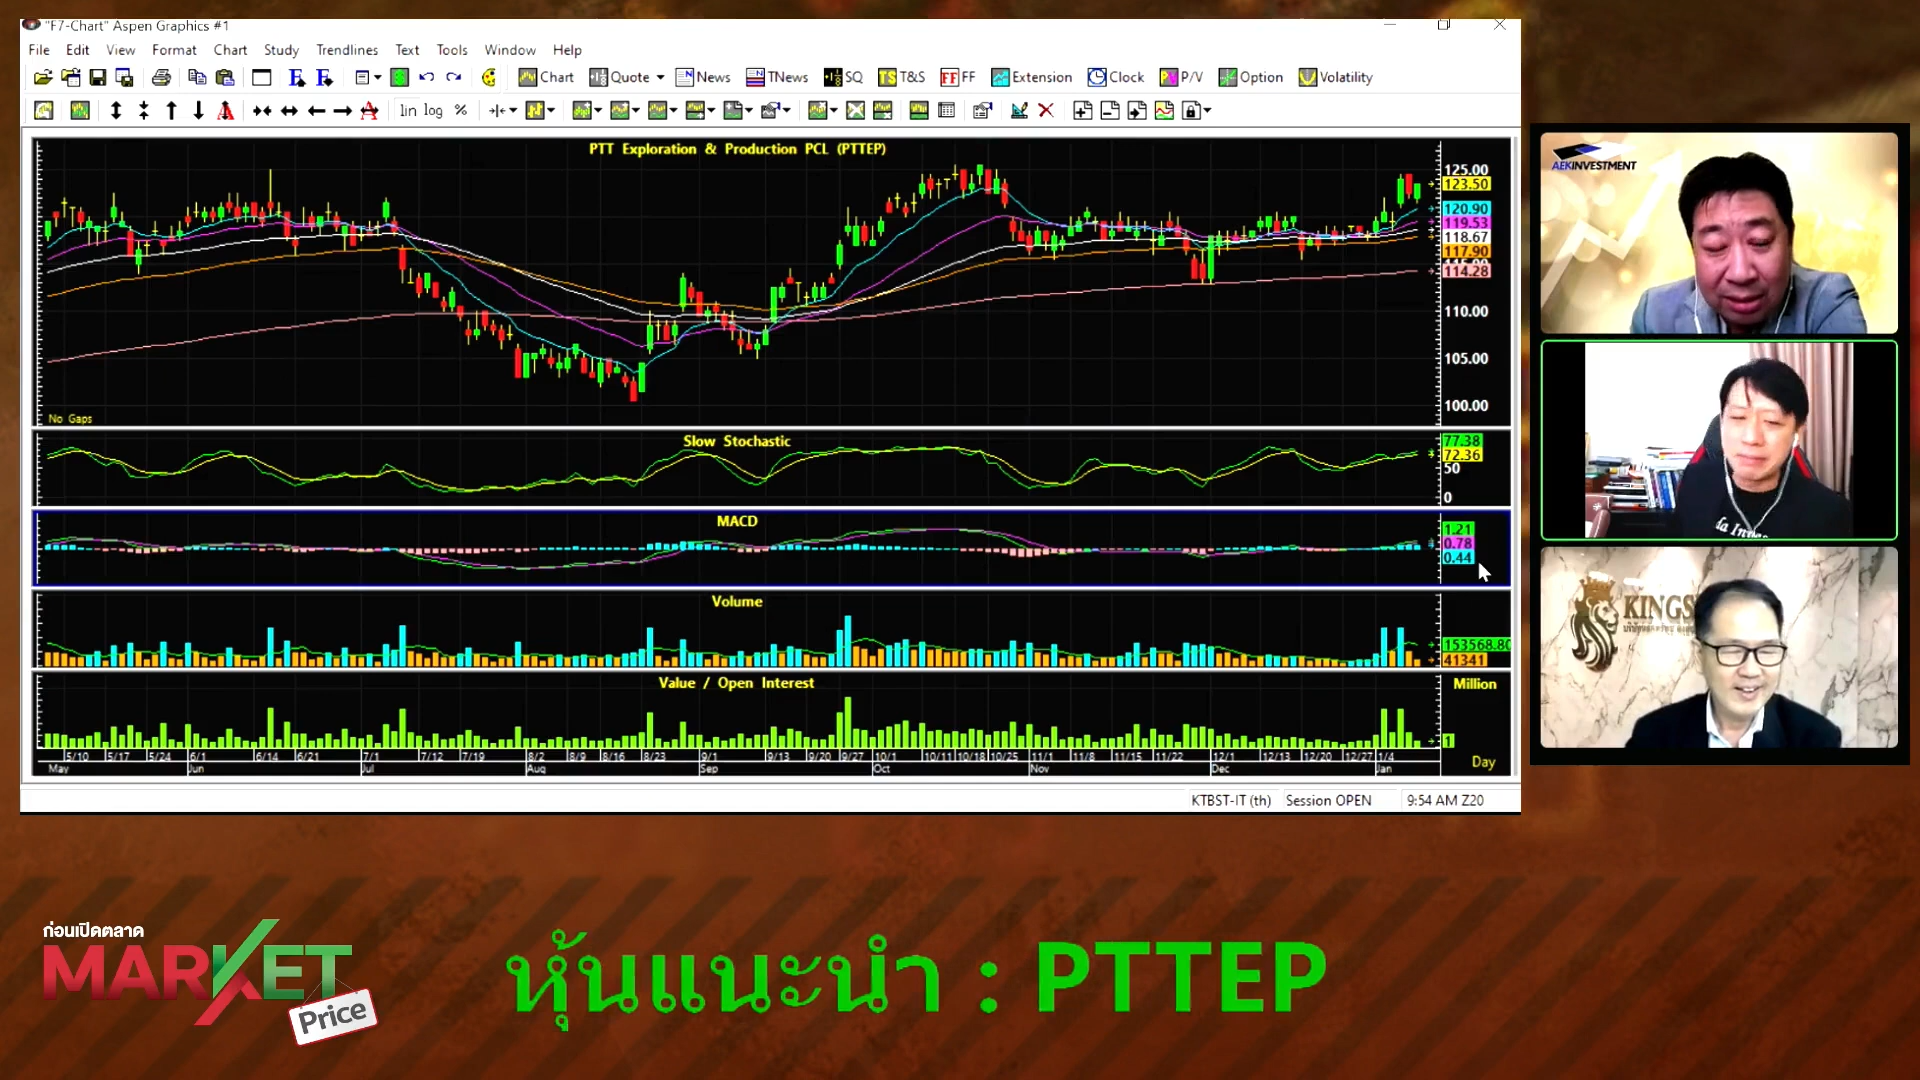 "F7-Chart" Aspen Graphics #1
File Edit View Format Chart Study Trendlines Text Tools Window Help
Chart Quote News TNews SQ TS T&S FF FF Extension Clock P/V Option Volatility
lin log %
PTT Exploration & Production PCL (PTTEP)
125.00
123.50
120.90
119.53
118.67
117.90
114.28
110.00
105.00
100.00
No Gaps
Slow Stochastic
77.38
72.36
50
0
MACD
1.21
0.78
0.44
Volume
153568.80
41341
Value / Open Interest
Million
1
5/10 5/17 5/24 6/1 6/14 6/21 7/1 7/12 7/19 8/2 8/9 8/16 8/23 9/1 9/13 9/20 9/27 10/1 10/11 10/18 10/25 11/1 11/8 11/15 11/22 12/1 12/13 12/20 12/27 1/4
May Jun Jul Aug Sep Oct Nov Dec Jan
Day
KTBST-IT (th) Session OPEN 9:54 AM Z20
AEKINVESTMENT
KINGS
ก่อนเปิดตลาด
MARKET
Price
หุ้นแนะนำ : PTTEP